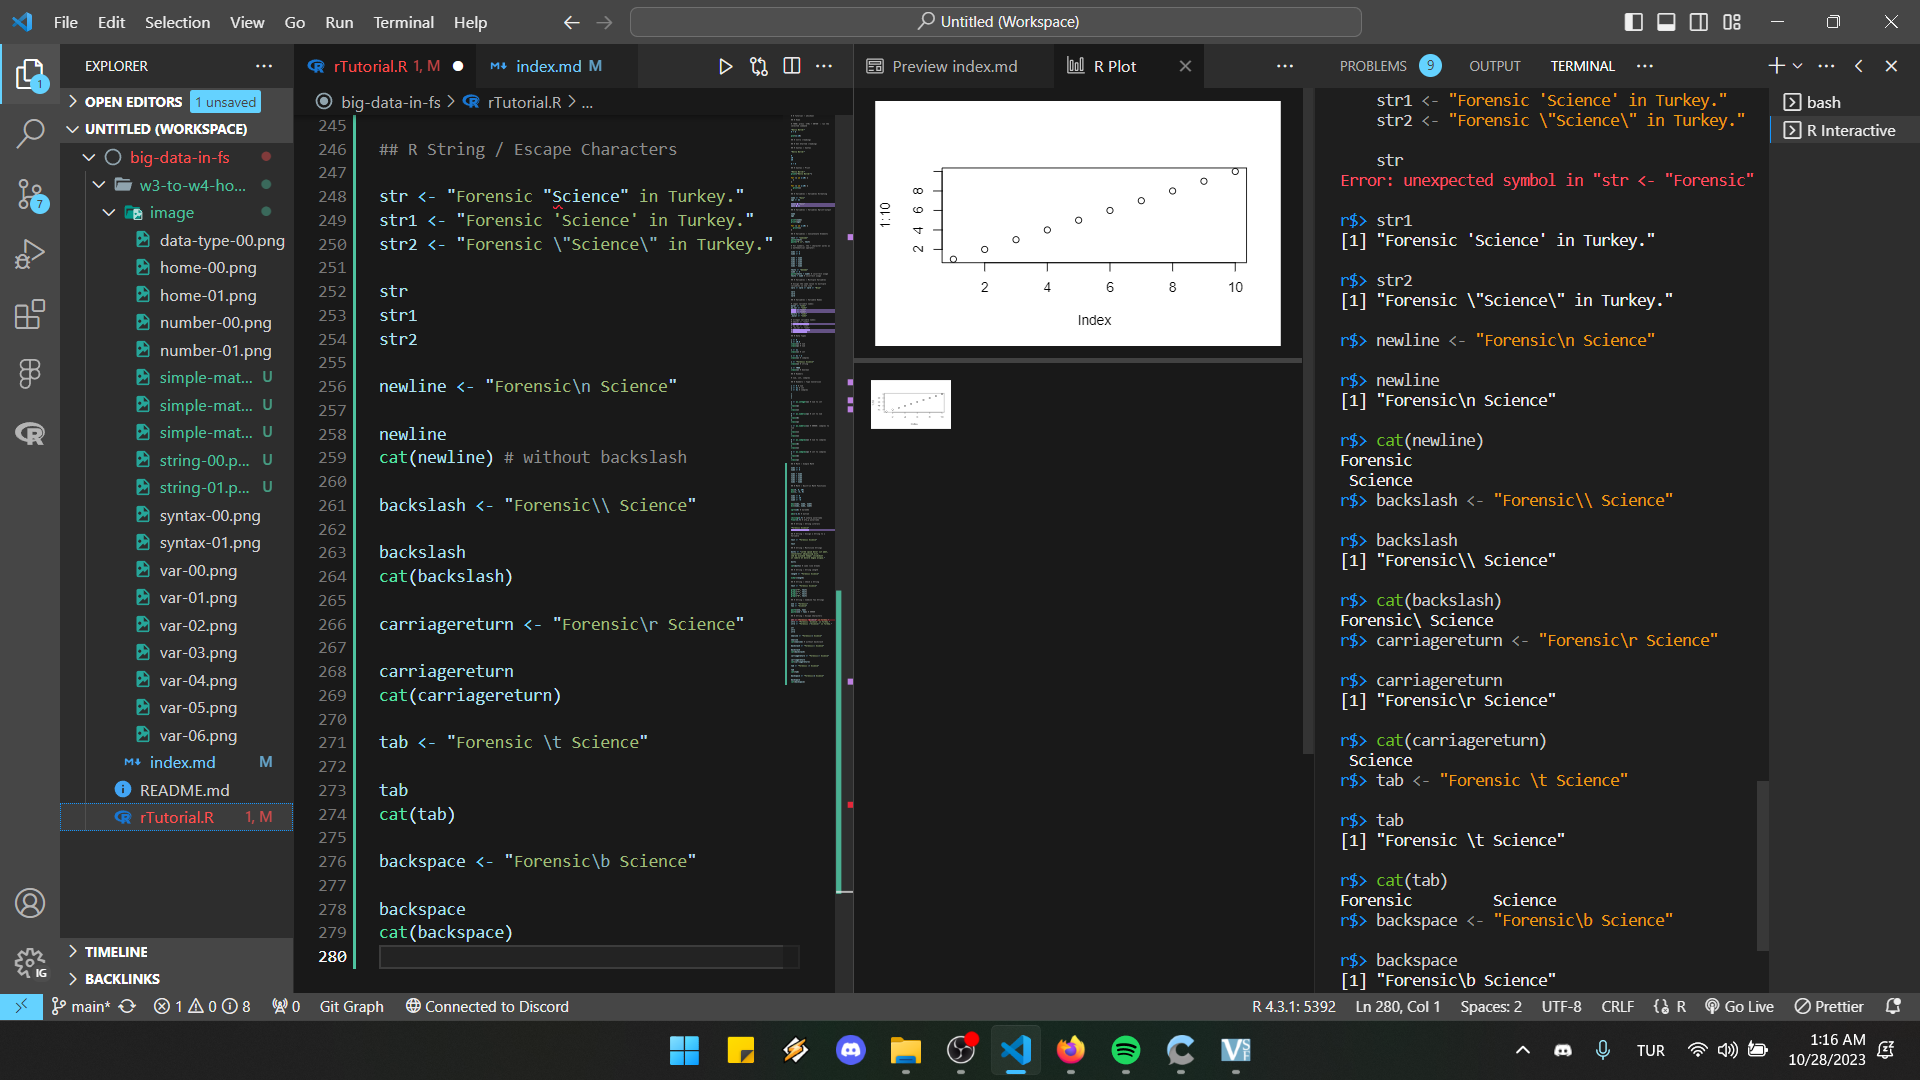 File Edit Selection View Go Run Terminal Help
Untitled (Workspace)
EXPLORER
OPEN EDITORS 1 unsaved
UNTITLED (WORKSPACE)
big-data-in-fs
w3-to-w4-ho...
image
data-type-00.png
home-00.png
home-01.png
number-00.png
number-01.png
simple-mat... U
simple-mat... U
simple-mat... U
string-00.p... U
string-01.p... U
syntax-00.png
syntax-01.png
var-00.png
var-01.png
var-02.png
var-03.png
var-04.png
var-05.png
var-06.png
index.md M
README.md
rTutorial.R 1, M
TIMELINE
BACKLINKS
1
7
IG
rTutorial.R 1, M
index.md M
big-data-in-fs > rTutorial.R > ...
245
246 ## R String / Escape Characters
247
248 str <- "Forensic "Science" in Turkey."
249 str1 <- "Forensic 'Science' in Turkey."
250 str2 <- "Forensic \"Science\" in Turkey."
251
252 str
253 str1
254 str2
255
256 newline <- "Forensic\n Science"
257
258 newline
259 cat(newline) # without backslash
260
261 backslash <- "Forensic\\ Science"
262
263 backslash
264 cat(backslash)
265
266 carriagereturn <- "Forensic\r Science"
267
268 carriagereturn
269 cat(carriagereturn)
270
271 tab <- "Forensic \t Science"
272
273 tab
274 cat(tab)
275
276 backspace <- "Forensic\b Science"
277
278 backspace
279 cat(backspace)
280
Preview index.md
R Plot
1:10
2 4 6 8
2 4 6 8 10
Index
PROBLEMS 9 OUTPUT TERMINAL
bash
R Interactive
str1 <- "Forensic 'Science' in Turkey."
str2 <- "Forensic \"Science\" in Turkey."
str
Error: unexpected symbol in "str <- "Forensic"
r$> str1
[1] "Forensic 'Science' in Turkey."
r$> str2
[1] "Forensic \"Science\" in Turkey."
r$> newline <- "Forensic\n Science"
r$> newline
[1] "Forensic\n Science"
r$> cat(newline)
Forensic
Science
r$> backslash <- "Forensic\\ Science"
r$> backslash
[1] "Forensic\\ Science"
r$> cat(backslash)
Forensic\ Science
r$> carriagereturn <- "Forensic\r Science"
r$> carriagereturn
[1] "Forensic\r Science"
r$> cat(carriagereturn)
Science
r$> tab <- "Forensic \t Science"
r$> tab
[1] "Forensic \t Science"
r$> cat(tab)
Forensic Science
r$> backspace <- "Forensic\b Science"
r$> backspace
[1] "Forensic\b Science"
main* 1 0 8 0 Git Graph Connected to Discord
R 4.3.1: 5392 Ln 280, Col 1 Spaces: 2 UTF-8 CRLF R Go Live Prettier
TUR
1:16 AM
10/28/2023